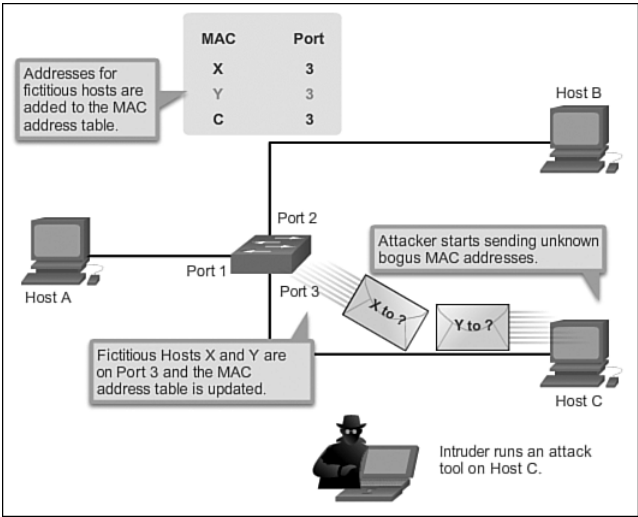 MAC Port
X 3
Y 3
C 3
Addresses for
fictitious hosts are
added to the MAC
address table.
Host B
Port 2
Attacker starts sending unknown
bogus MAC addresses.
Port 1
Host A
Port 3
X to ?
Y to ?
Fictitious Hosts X and Y are
on Port 3 and the MAC
address table is updated.
Host C
Intruder runs an attack
tool on Host C.